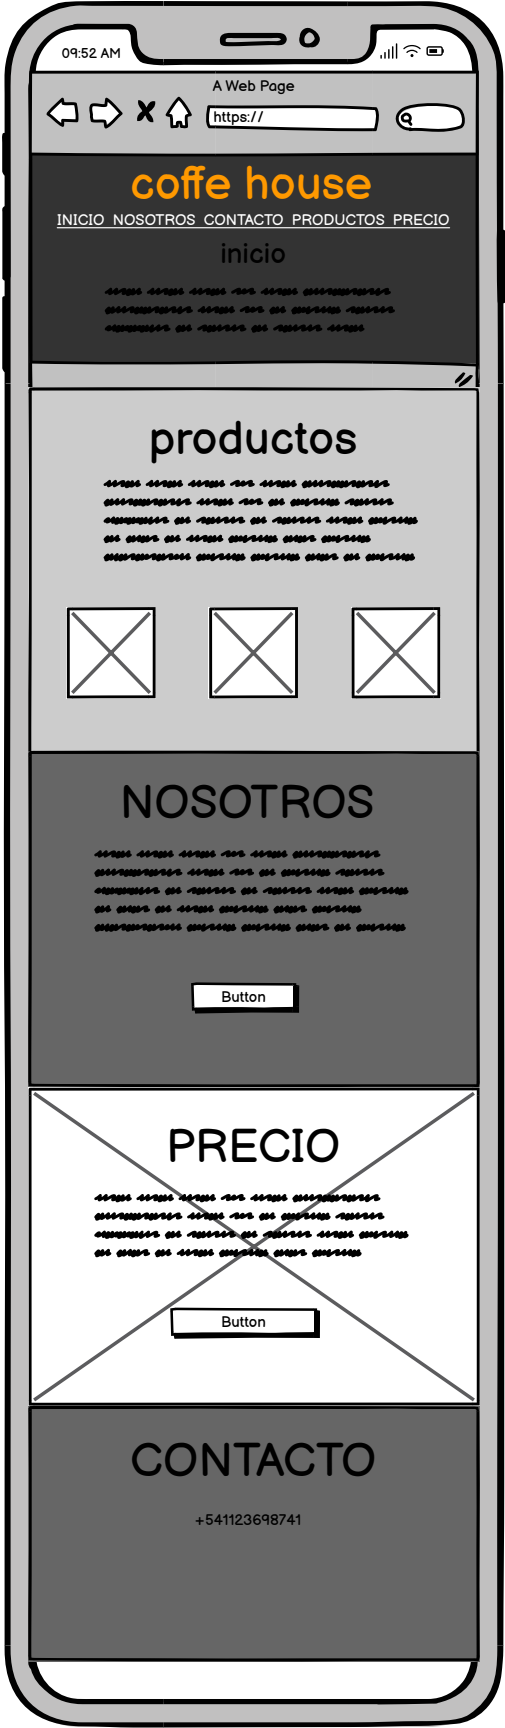 09:52 AM
A Web Page
https://
coffe house
INICIO NOSOTROS CONTACTO PRODUCTOS PRECIO
inicio
productos
NOSOTROS
Button
PRECIO
Button
CONTACTO
+541123698741